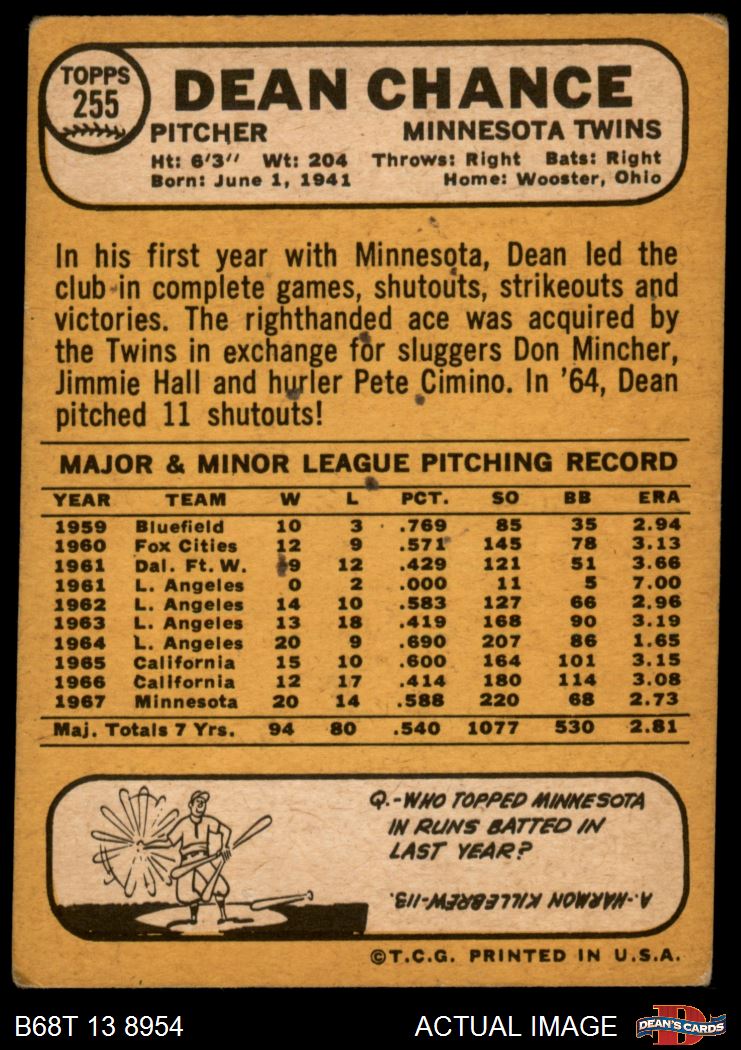 TOPPS
255
DEAN CHANCE
PITCHER MINNESOTA TWINS
Ht: 6'3" Wt: 204 Throws: Right Bats: Right
Born: June 1, 1941 Home: Wooster, Ohio
In his first year with Minnesota, Dean led the
club in complete games, shutouts, strikeouts and
victories. The righthanded ace was acquired by
the Twins in exchange for sluggers Don Mincher,
Jimmie Hall and hurler Pete Cimino. In '64, Dean
pitched 11 shutouts!
MAJOR & MINOR LEAGUE PITCHING RECORD
YEAR TEAM W L PCT. SO BB ERA
1959 Bluefield 10 3 .769 85 35 2.94
1960 Fox Cities 12 9 .571 145 78 3.13
1961 Dal. Ft. W. 9 12 .429 121 51 3.66
1961 L. Angeles 0 2 .000 11 5 7.00
1962 L. Angeles 14 10 .583 127 66 2.96
1963 L. Angeles 13 18 .419 168 90 3.19
1964 L. Angeles 20 9 .690 207 86 1.65
1965 California 15 10 .600 164 101 3.15
1966 California 12 17 .414 180 114 3.08
1967 Minnesota 20 14 .588 220 68 2.73
Maj. Totals 7 Yrs. 94 80 .540 1077 530 2.81
Q.-WHO TOPPED MINNESOTA
IN RUNS BATTED IN
LAST YEAR?
A.-HARMON KILLEBREW-113.
©T.C.G. PRINTED IN U.S.A.
B68T 13 8954 ACTUAL IMAGE DEAN'S CARDS